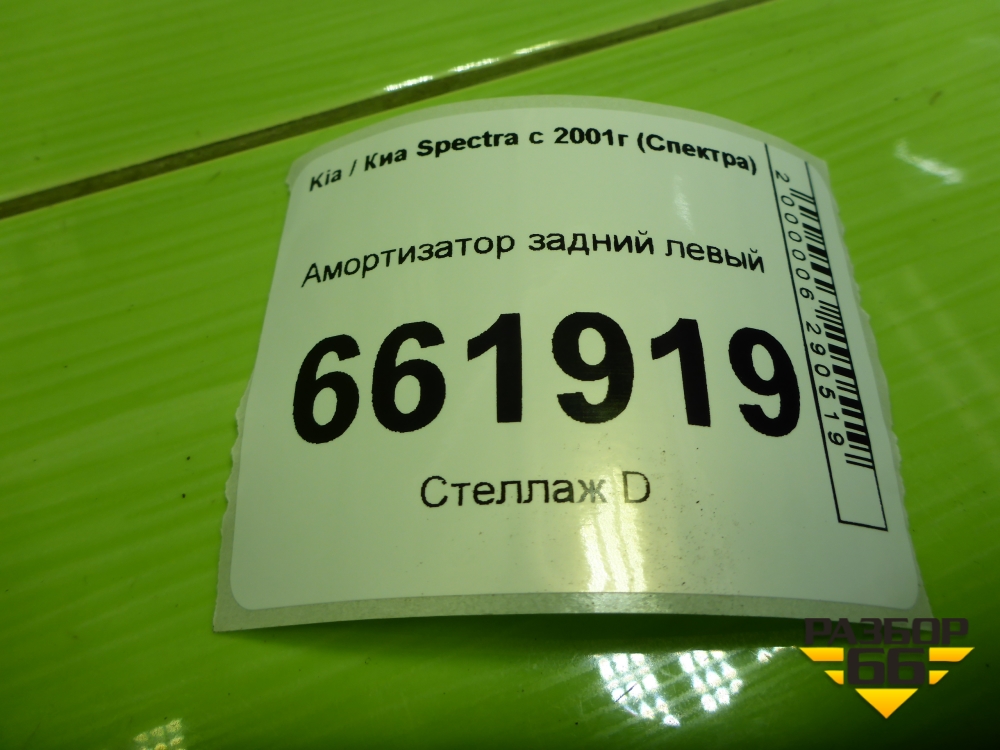 Kia / Киа Spectra с 2001г (Спектра)
Амортизатор задний левый
661919
Стеллаж D
2000006290519
РАЗБОР
66